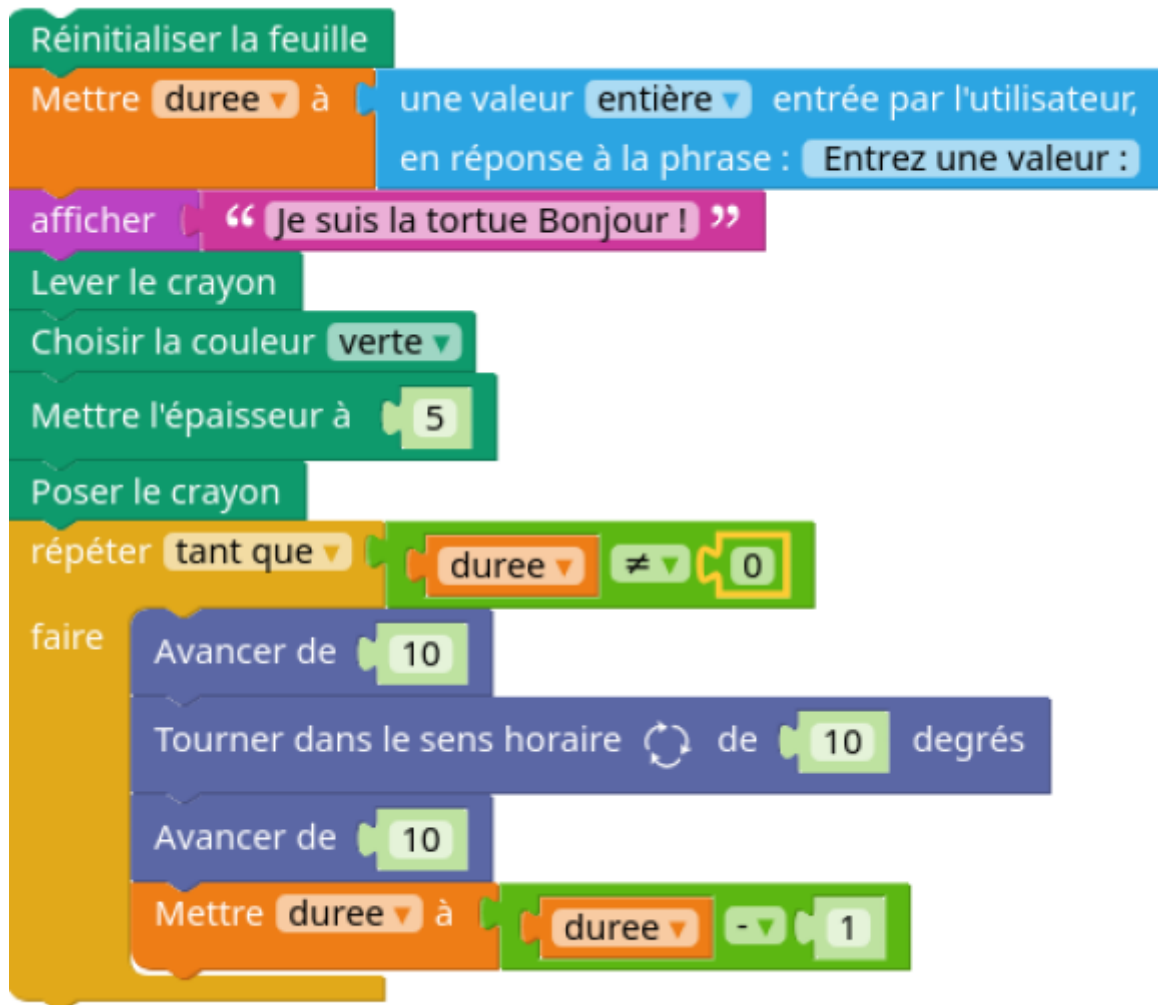 Réinitialiser la feuille
Mettre duree ▾ à une valeur entière ▾ entrée par l'utilisateur,
en réponse à la phrase : Entrez une valeur :
afficher “ Je suis la tortue Bonjour ! ”
Lever le crayon
Choisir la couleur verte ▾
Mettre l'épaisseur à 5
Poser le crayon
répéter tant que ▾ duree ▾ ≠ ▾ 0
faire Avancer de 10
Tourner dans le sens horaire de 10 degrés
Avancer de 10
Mettre duree ▾ à duree ▾ - ▾ 1